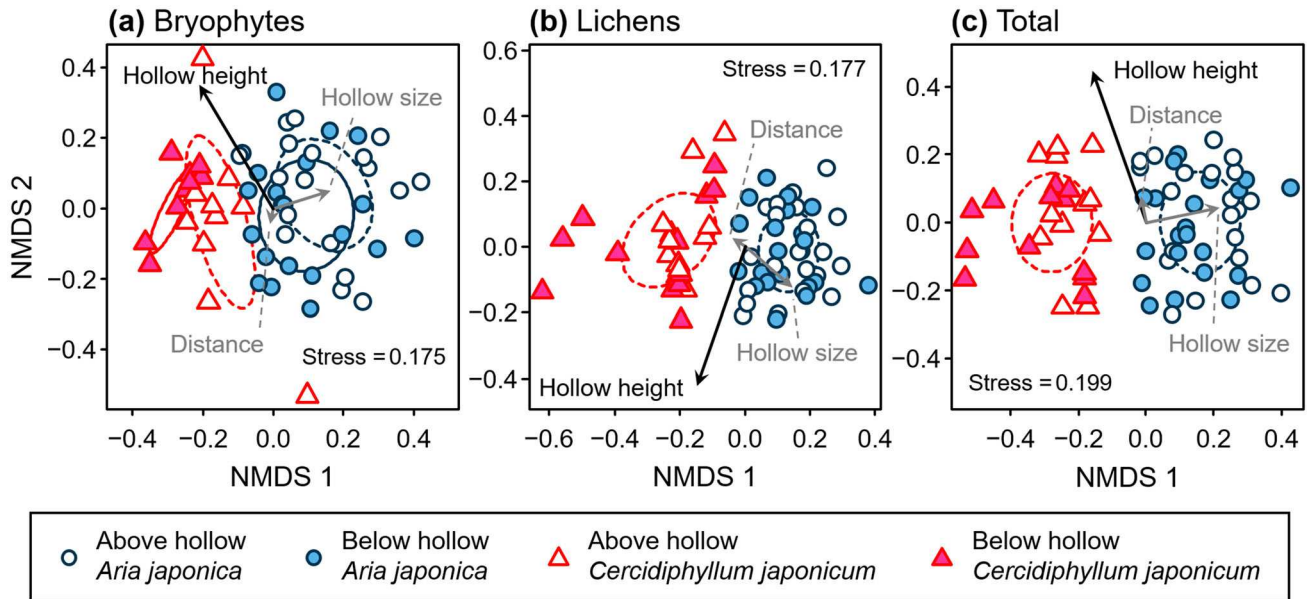 (a) Bryophytes
0.4
0.2
0.0
−0.2
−0.4
NMDS 2
Hollow height
Hollow size
Distance
Stress = 0.175
−0.4
−0.2
0.0
0.2
0.4
NMDS 1
(b) Lichens
0.6
0.4
0.2
0.0
−0.2
−0.4
Stress = 0.177
Distance
Hollow size
Hollow height
−0.6
−0.4
−0.2
0.0
0.2
0.4
NMDS 1
(c) Total
0.4
0.2
0.0
−0.2
−0.4
Hollow height
Distance
Hollow size
Stress = 0.199
−0.4
−0.2
0.0
0.2
0.4
NMDS 1
Above hollow
Aria japonica
Below hollow
Aria japonica
Above hollow
Cercidiphyllum japonicum
Below hollow
Cercidiphyllum japonicum